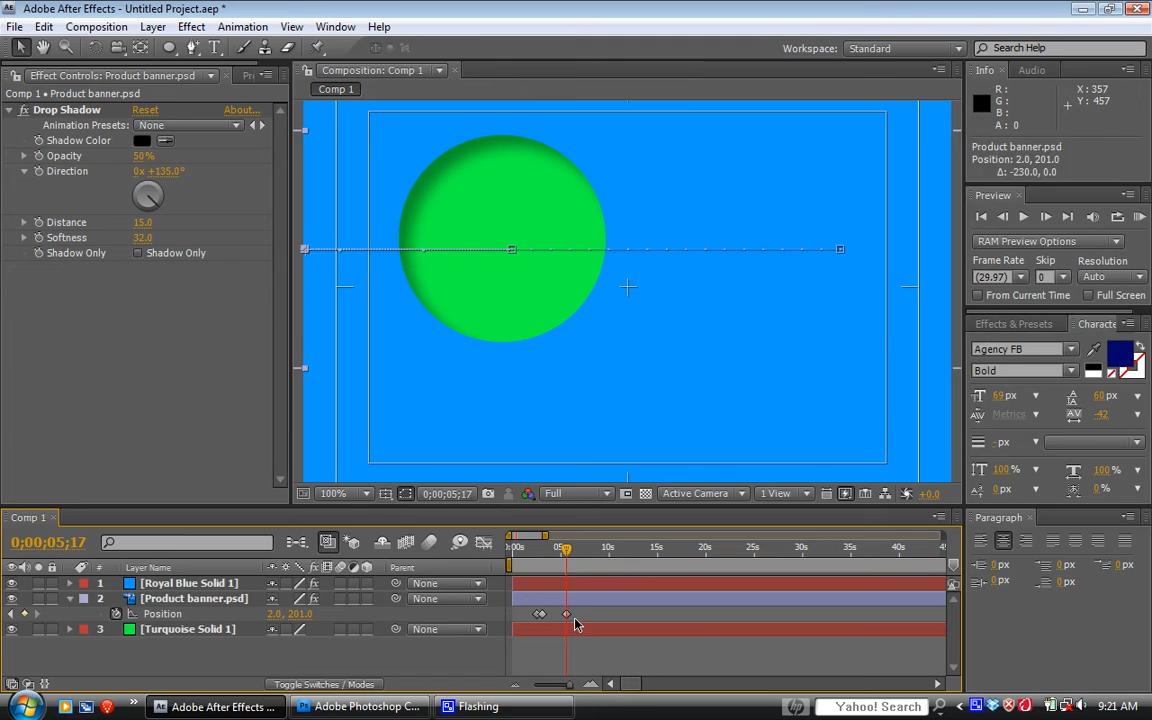 Adobe After Effects - Untitled Project.aep *
File Edit Composition Layer Effect Animation View Window Help
Workspace: Standard Search Help
Effect Controls: Product banner.psd Pr
Comp 1 • Product banner.psd
fx Drop Shadow Reset About...
Animation Presets: None
Shadow Color
Opacity 50 %
Direction 0x +135.0°
Distance 15.0
Softness 32.0
Shadow Only Shadow Only
Composition: Comp 1
Comp 1
100% 0;00;05;17 Full Active Camera 1 View +0.0
Info Audio
R: X: 357
G: Y: 457
B:
A: 0
Product banner.psd
Position: 2.0, 201.0
Δ: -230.0, 0.0
Preview
RAM Preview Options
Frame Rate Skip Resolution
(29.97) 0 Auto
From Current Time Full Screen
Effects & Presets Characte
Agency FB
Bold
69 px 60 px
Metrics -42
- px
100 % 100 %
0 px 0 %
Paragraph
0 px 0 px 0 px
0 px 0 px
Comp 1
0;00;05;17
# Layer Name Parent
:00s 05s 10s 15s 20s 25s 30s 35s 40s 45
1 [Royal Blue Solid 1] fx None
2 [Product banner.psd] fx None
Position 2.0, 201.0
3 [Turquoise Solid 1] None
Toggle Switches / Modes
Adobe After Effects ... Adobe Photoshop C... Flashing hp Yahoo! Search 9:21 AM